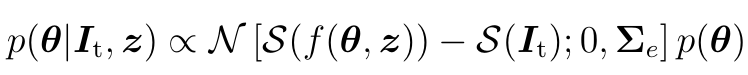 p(θ|I_t, z) ∝ 𝒩 [𝒮(f(θ, z)) − 𝒮(I_t); 0, Σ_e] p(θ)